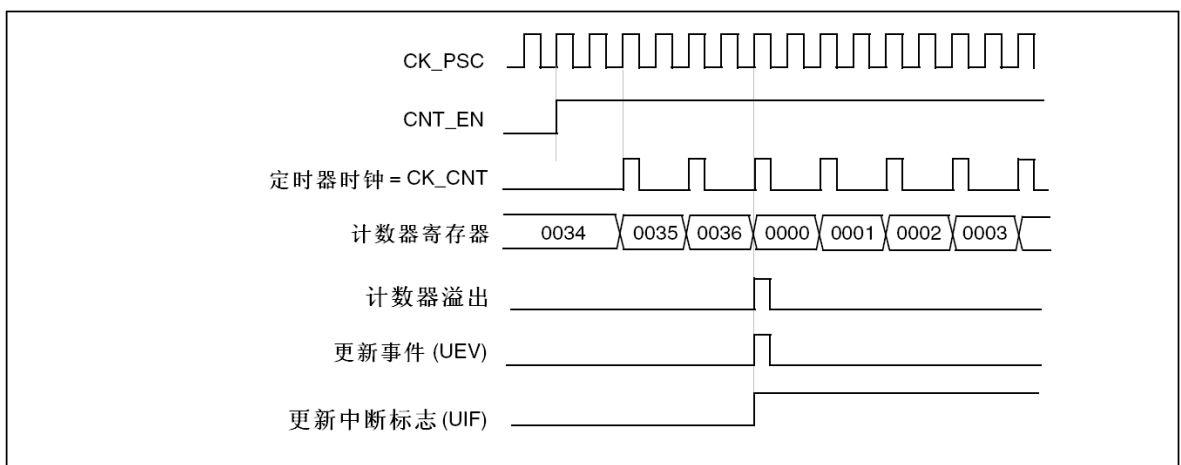 CK_PSC
CNT_EN
定时器时钟 = CK_CNT
计数器寄存器 0034 0035 0036 0000 0001 0002 0003
计数器溢出
更新事件 (UEV)
更新中断标志 (UIF)